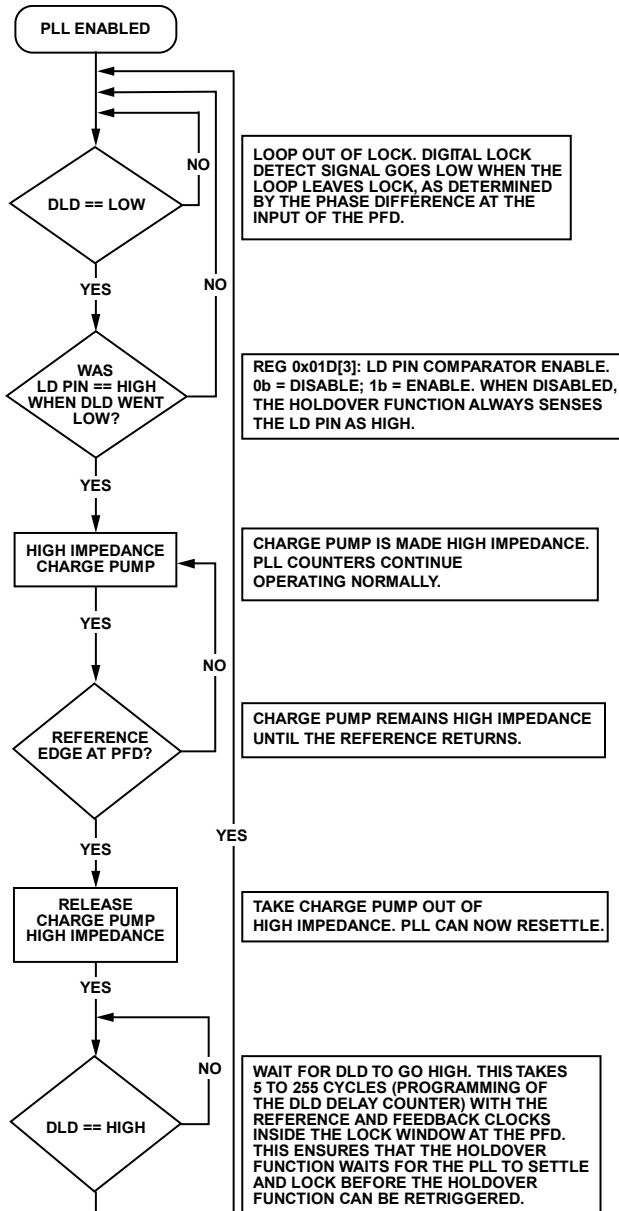 PLL ENABLED
NO
DLD == LOW
LOOP OUT OF LOCK. DIGITAL LOCK
DETECT SIGNAL GOES LOW WHEN THE
LOOP LEAVES LOCK, AS DETERMINED
BY THE PHASE DIFFERENCE AT THE
INPUT OF THE PFD.
YES
NO
WAS
LD PIN == HIGH
WHEN DLD WENT
LOW?
REG 0x01D[3]: LD PIN COMPARATOR ENABLE.
0b = DISABLE; 1b = ENABLE. WHEN DISABLED,
THE HOLDOVER FUNCTION ALWAYS SENSES
THE LD PIN AS HIGH.
YES
HIGH IMPEDANCE
CHARGE PUMP
CHARGE PUMP IS MADE HIGH IMPEDANCE.
PLL COUNTERS CONTINUE
OPERATING NORMALLY.
YES
NO
REFERENCE
EDGE AT PFD?
CHARGE PUMP REMAINS HIGH IMPEDANCE
UNTIL THE REFERENCE RETURNS.
YES
YES
RELEASE
CHARGE PUMP
HIGH IMPEDANCE
TAKE CHARGE PUMP OUT OF
HIGH IMPEDANCE. PLL CAN NOW RESETTLE.
YES
NO
DLD == HIGH
WAIT FOR DLD TO GO HIGH. THIS TAKES
5 TO 255 CYCLES (PROGRAMMING OF
THE DLD DELAY COUNTER) WITH THE
REFERENCE AND FEEDBACK CLOCKS
INSIDE THE LOCK WINDOW AT THE PFD.
THIS ENSURES THAT THE HOLDOVER
FUNCTION WAITS FOR THE PLL TO SETTLE
AND LOCK BEFORE THE HOLDOVER
FUNCTION CAN BE RETRIGGERED.